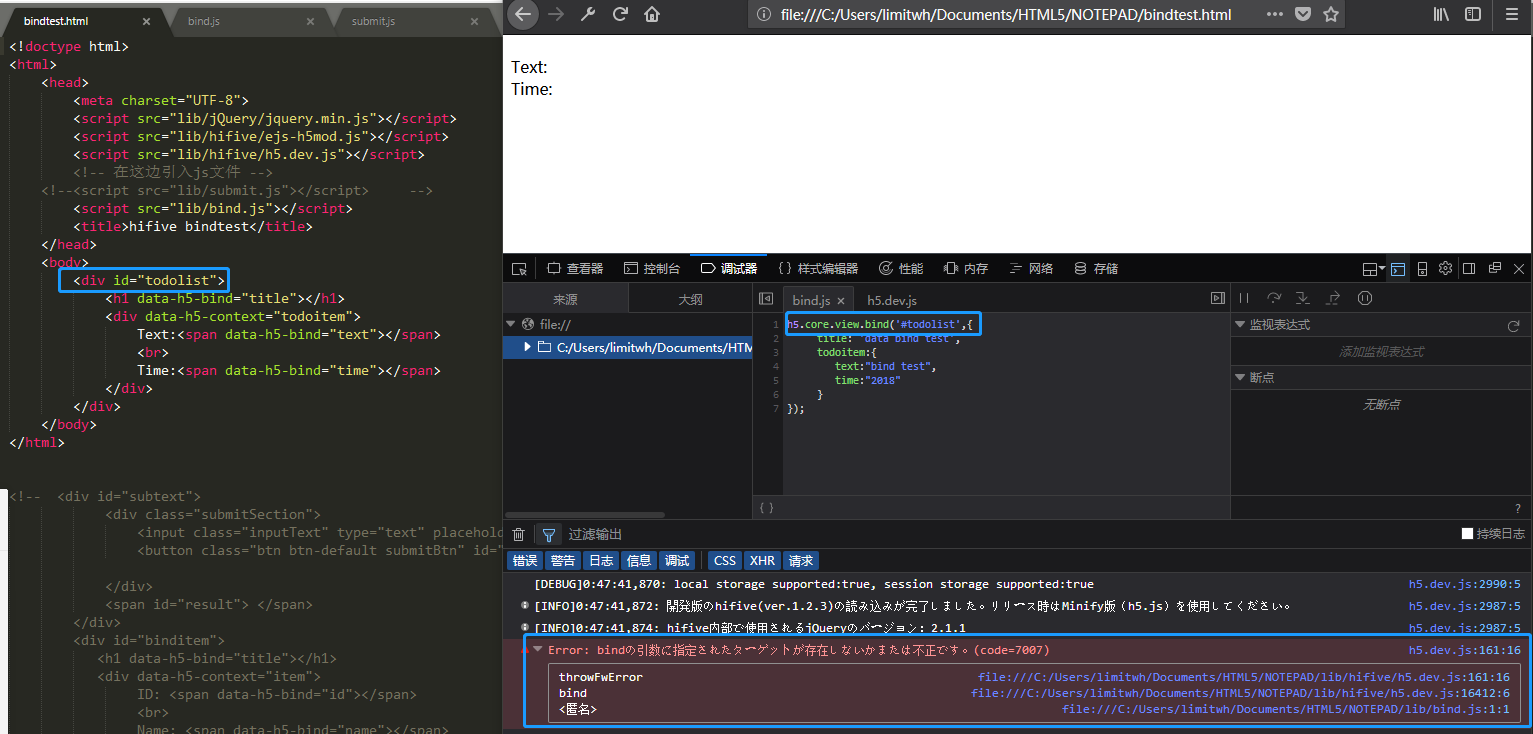 bindtest.html × bind.js × submit.js ×
<!doctype html>
<html>
<head>
<meta charset="UTF-8">
<script src="lib/jQuery/jquery.min.js"></script>
<script src="lib/hifive/ejs-h5mod.js"></script>
<script src="lib/hifive/h5.dev.js"></script>
<!-- 在这边引入js文件 -->
<!--<script src="lib/submit.js"></script> -->
<script src="lib/bind.js"></script>
<title>hifive bindtest</title>
</head>
<body>
<div id="todolist">
<h1 data-h5-bind="title"></h1>
<div data-h5-context="todoitem">
Text:<span data-h5-bind="text"></span>
<br>
Time:<span data-h5-bind="time"></span>
</div>
</div>
</body>
</html>
<!-- <div id="subtext">
<div class="submitSection">
<input class="inputText" type="text" placehold
<button class="btn btn-default submitBtn" id="
</div>
<span id="result"> </span>
</div>
<div id="binditem">
<h1 data-h5-bind="title"></h1>
<div data-h5-context="item">
ID: <span data-h5-bind="id"></span>
<br>
Name: <span data-h5-bind="name"></span>
file:///C:/Users/limitwh/Documents/HTML5/NOTEPAD/bindtest.html
Text:
Time:
查看器 控制台 调试器 {} 样式编辑器 性能 内存 网络 存储
来源 大纲
file://
C:/Users/limitwh/Documents/HTM
bind.js × h5.dev.js
1 h5.core.view.bind('#todolist',{
2 title: "data bind test",
3 todoitem:{
4 text:"bind test",
5 time:"2018"
6 }
7 });
{ }
监视表达式
添加监视表达式
断点
无断点
?
过滤输出 持续日志
错误 警告 日志 信息 调试 CSS XHR 请求
[DEBUG]0:47:41,870: local storage supported:true, session storage supported:true h5.dev.js:2990:5
[INFO]0:47:41,872: 開発版のhifive(ver.1.2.3)の読み込みが完了しました。リリース時はMinify版（h5.js）を使用してください。 h5.dev.js:2987:5
[INFO]0:47:41,874: hifive内部で使用されるjQueryのバージョン: 2.1.1 h5.dev.js:2987:5
Error: bindの引数に指定されたターゲットが存在しないかまたは不正です。(code=7007) h5.dev.js:161:16
throwFwError file:///C:/Users/limitwh/Documents/HTML5/NOTEPAD/lib/hifive/h5.dev.js:161:16
bind file:///C:/Users/limitwh/Documents/HTML5/NOTEPAD/lib/hifive/h5.dev.js:16412:6
<匿名> file:///C:/Users/limitwh/Documents/HTML5/NOTEPAD/lib/bind.js:1:1